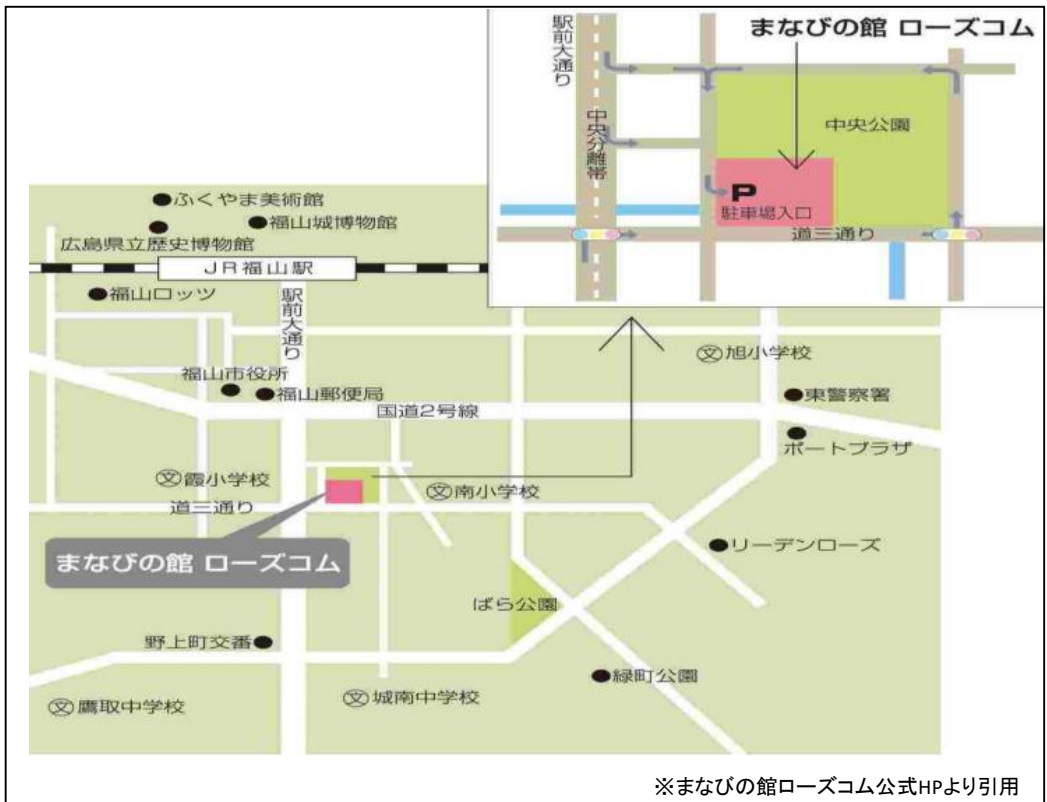 まなびの館 ローズコム
駅前大通り
中央分離帯
中央公園
P
駐車場入口
道三通り
ふくやま美術館
福山城博物館
広島県立歴史博物館
JR福山駅
福山ロッツ
駅前大通り
文旭小学校
福山市役所
福山郵便局
国道2号線
東警察署
ポートプラザ
文霞小学校
文南小学校
道三通り
まなびの館 ローズコム
リーデンローズ
ばら公園
野上町交番
緑町公園
文城南中学校
文鷹取中学校
※まなびの館ローズコム公式HPより引用